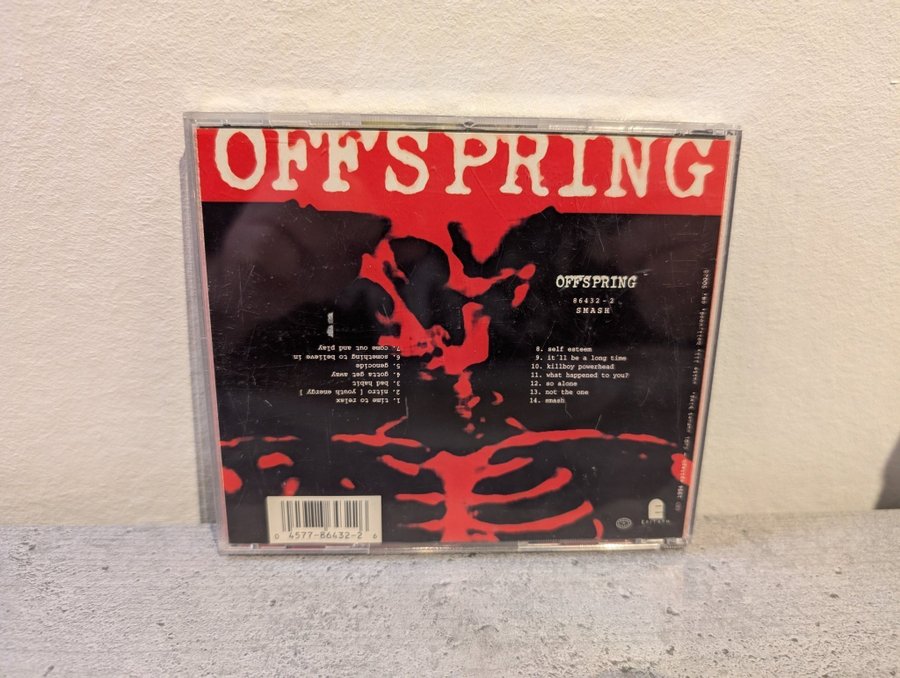 OFFSPRING
OFFSPRING
86432-2
SMASH
1. time to relax
2. nitro ( youth energy )
3. bad habit
4. gotta get away
5. genocide
6. something to believe in
7. come out and play
8. self esteem
9. it'll be a long time
10. killboy powerhead
11. what happened to you?
12. so alone
13. not the one
14. smash
0 4577-86432-2 6
EPITAPH